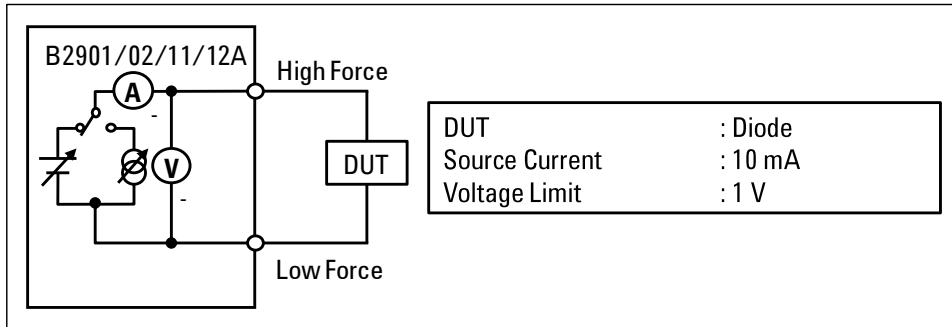 B2901/02/11/12A
High Force
A
-
V
-
DUT
Low Force
DUT : Diode
Source Current : 10 mA
Voltage Limit : 1 V